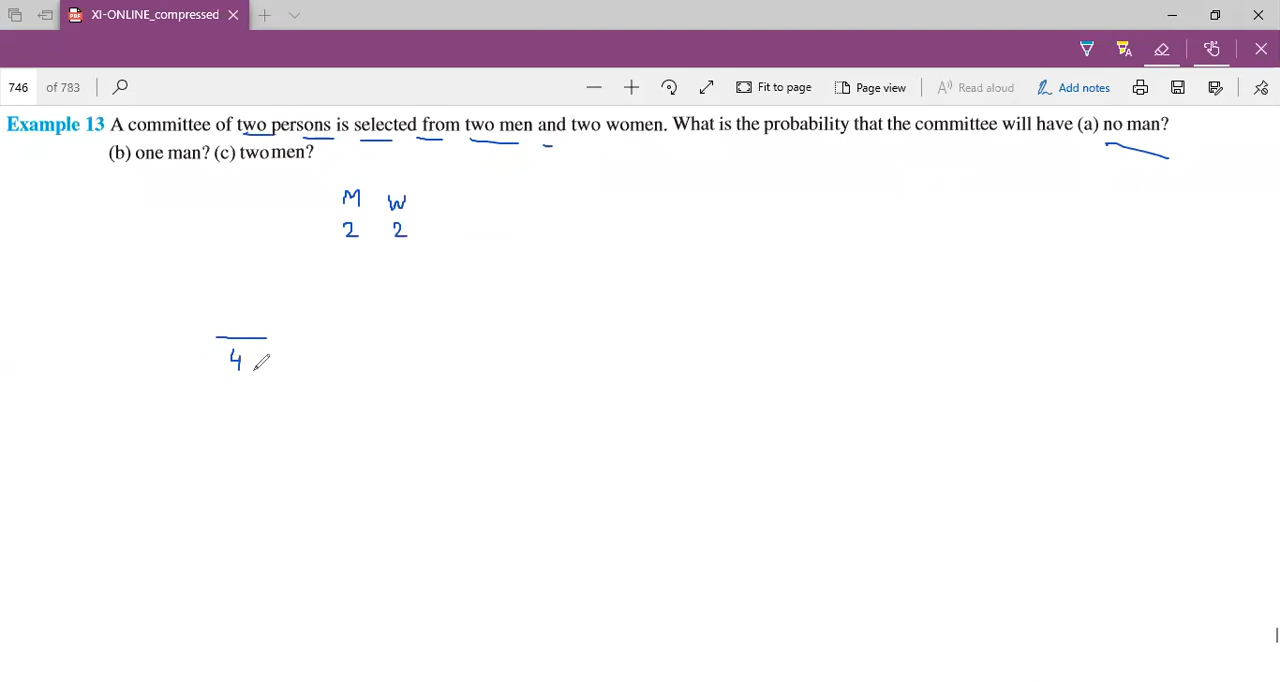 XI-ONLINE_compressed
746 of 783 Fit to page Page view Read aloud Add notes
Example 13 A committee of two persons is selected from two men and two women. What is the probability that the committee will have (a) no man?
(b) one man? (c) two men?
M W
2 2
4